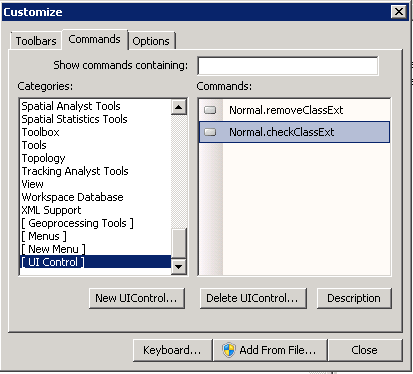 Customize
Toolbars Commands Options
Show commands containing:
Categories: Commands:
Spatial Analyst Tools
Spatial Statistics Tools
Toolbox
Tools
Topology
Tracking Analyst Tools
View
Workspace Database
XML Support
[ Geoprocessing Tools ]
[ Menus ]
[ New Menu ]
[ UI Control ]
Normal.removeClassExt
Normal.checkClassExt
New UIControl... Delete UIControl... Description
Keyboard... Add From File... Close